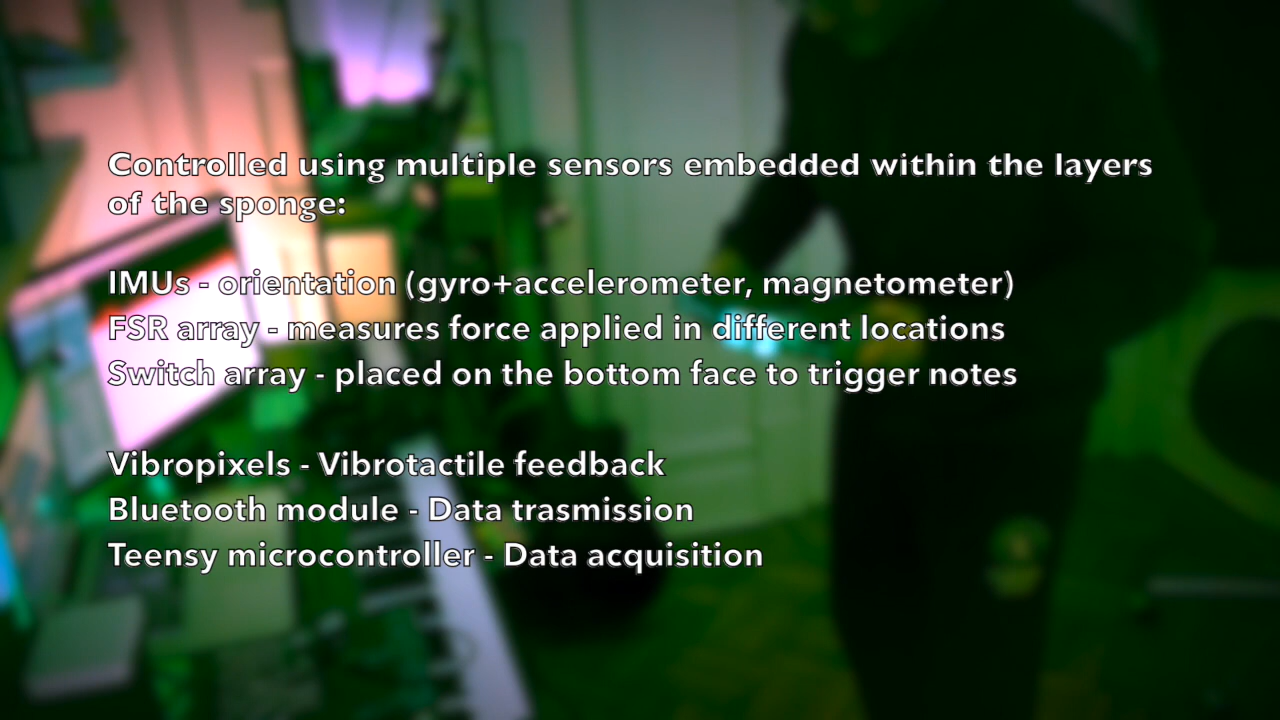 Controlled using multiple sensors embedded within the layers
of the sponge:
IMUs - orientation (gyro+accelerometer, magnetometer)
FSR array - measures force applied in different locations
Switch array - placed on the bottom face to trigger notes
Vibropixels - Vibrotactile feedback
Bluetooth module - Data trasmission
Teensy microcontroller - Data acquisition